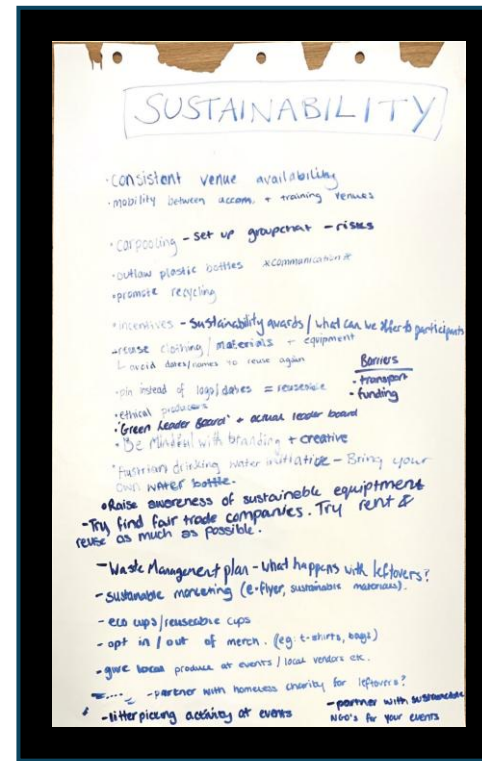 SUSTAINABILITY
·consistent venue availability
·mobility between accom. + training venues
·carpooling - set up groupchat - risks
·outlaw plastic bottles *communication*
·promote recycling
·incentives - sustainability awards / what can we offer to participants
-reuse clothing / materials + equipment
└ avoid dates/names to reuse again
Barriers
·transport
·funding
·pin instead of logo/dates = reuseable
·ethical producers
·"Green Leader Board" + actual leader board
·Be Mindful with branding + creative
·Austrian drinking water initiative - Bring your
own water bottle.
·Raise awareness of sustainable equiptment
-Try find fair trade companies. Try rent &
reuse as much as possible.
-Waste Management plan - what happens with leftovers?
-sustainable marketing (e-flyer, sustainable materials).
-eco cups/reuseable cups
-opt in / out of merch. (eg: t-shirts, bags)
-give local produce at events / local vendors etc.
-partner with homeless charity for leftovers?
-litterpicking activity at events
-partner with sustainable
NGO's for your events